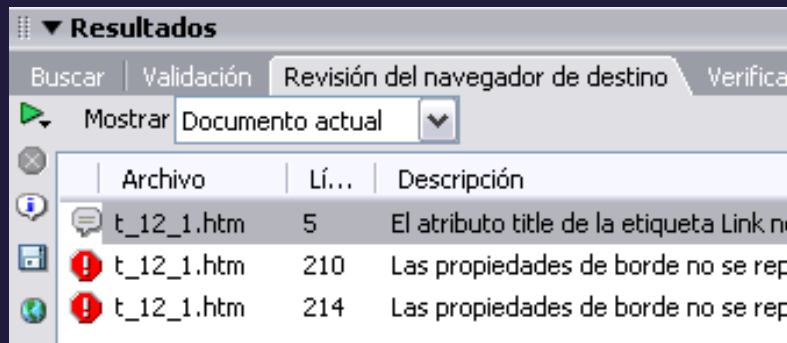 Resultados
Buscar Validación Revisión del navegador de destino
Mostrar Documento actual
Archivo Lí... Descripción
t_12_1.htm 5 El atributo title de la etiqueta Link
t_12_1.htm 210 Las propiedades de borde no se
t_12_1.htm 214 Las propiedades de borde no se